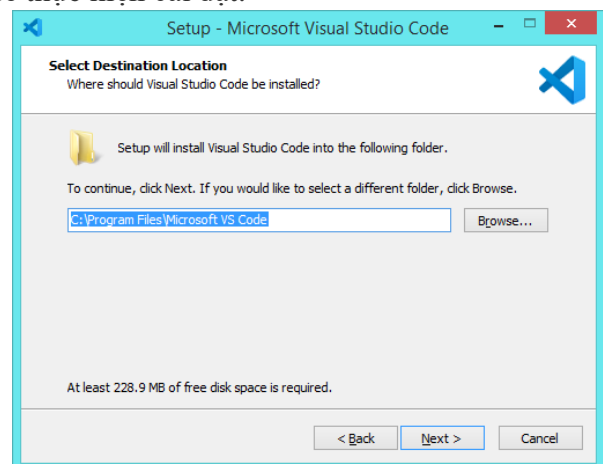 Setup - Microsoft Visual Studio Code
Select Destination Location
Where should Visual Studio Code be installed?
Setup will install Visual Studio Code into the following folder.
To continue, click Next. If you would like to select a different folder, click Browse.
C:\Program Files\Microsoft VS Code Browse...
At least 228.9 MB of free disk space is required.
< Back Next > Cancel